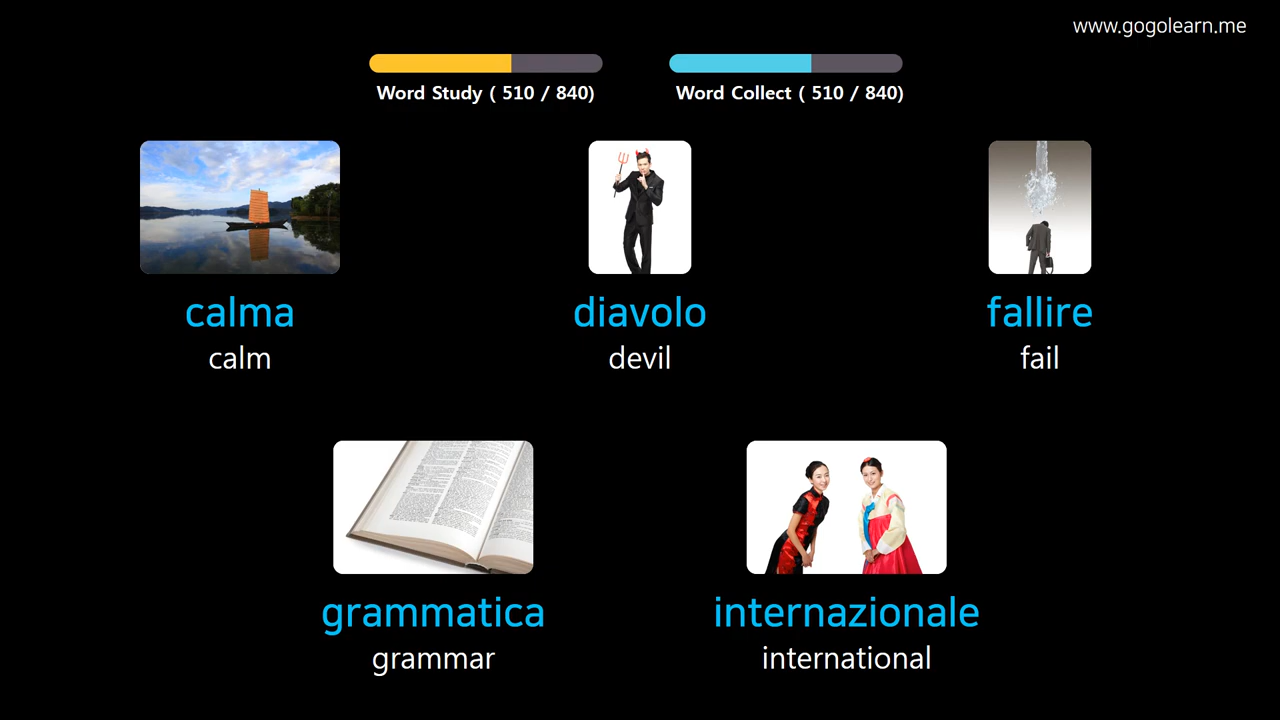 www.gogolearn.me
Word Study ( 510 / 840)
Word Collect ( 510 / 840)
calma
calm
diavolo
devil
fallire
fail
grammatica
grammar
internazionale
international